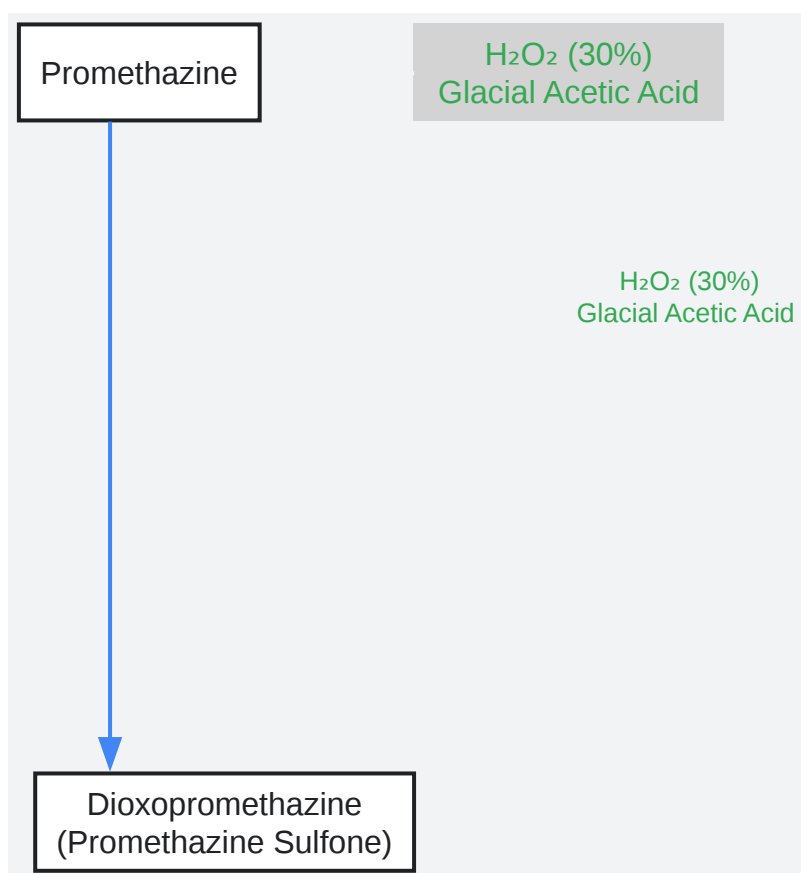 Promethazine
H₂O₂ (30%)
Glacial Acetic Acid
H₂O₂ (30%)
Glacial Acetic Acid
Dioxopromethazine
(Promethazine Sulfone)